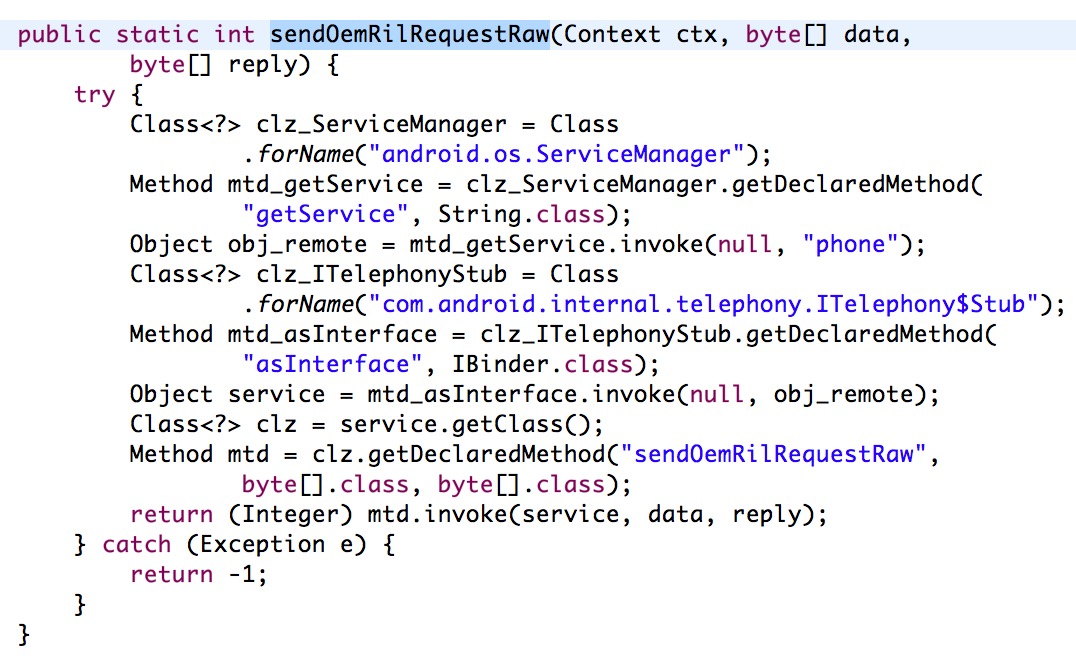 public static int sendOemRilRequestRaw(Context ctx, byte[] data,
        byte[] reply) {
    try {
        Class<?> clz_ServiceManager = Class
                .forName("android.os.ServiceManager");
        Method mtd_getService = clz_ServiceManager.getDeclaredMethod(
                "getService", String.class);
        Object obj_remote = mtd_getService.invoke(null, "phone");
        Class<?> clz_ITelephonyStub = Class
                .forName("com.android.internal.telephony.ITelephony$Stub");
        Method mtd_asInterface = clz_ITelephonyStub.getDeclaredMethod(
                "asInterface", IBinder.class);
        Object service = mtd_asInterface.invoke(null, obj_remote);
        Class<?> clz = service.getClass();
        Method mtd = clz.getDeclaredMethod("sendOemRilRequestRaw",
                byte[].class, byte[].class);
        return (Integer) mtd.invoke(service, data, reply);
    } catch (Exception e) {
        return -1;
    }
}